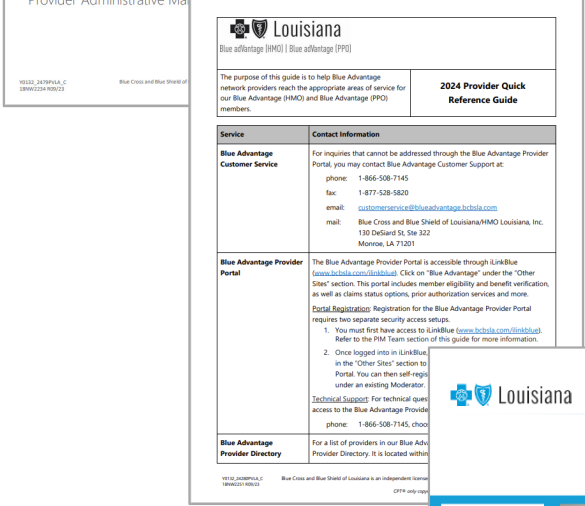 Provider Administrative Ma
Y0132_2479PVLA_C
18NW2234 R09/23
Blue Cross and Blue Shield of
Louisiana
Blue adVantage (HMO) | Blue adVantage (PPO)
The purpose of this guide is to help Blue Advantage
network providers reach the appropriate areas of service for
our Blue Advantage (HMO) and Blue Advantage (PPO)
members.
2024 Provider Quick
Reference Guide
Service
Contact Information
Blue Advantage
Customer Service
For inquiries that cannot be addressed through the Blue Advantage Provider
Portal, you may contact Blue Advantage Customer Support at:
phone: 1-866-508-7145
fax: 1-877-528-5820
email: customerservice@blueadvantage.bcbsla.com
mail: Blue Cross and Blue Shield of Louisiana/HMO Louisiana, Inc.
130 DeSiard St, Ste 322
Monroe, LA 71201
Blue Advantage Provider
Portal
The Blue Advantage Provider Portal is accessible through iLinkBlue
(www.bcbsla.com/ilinkblue). Click on "Blue Advantage" under the "Other
Sites" section. This portal includes member eligibility and benefit verification,
as well as claims status options, prior authorization services and more.
Portal Registration: Registration for the Blue Advantage Provider Portal
requires two separate security access setups.
1. You must first have access to iLinkBlue (www.bcbsla.com/ilinkblue).
Refer to the PIM Team section of this guide for more information.
2. Once logged into in iLinkBlue,
in the "Other Sites" section to
Portal. You can then self-regis
under an existing Moderator.
Technical Support: For technical ques
access to the Blue Advantage Provide
phone: 1-866-508-7145, choos
Blue Advantage
Provider Directory
For a list of providers in our Blue Adva
Provider Directory. It is located within
Y0132_24280PVLA_C
18NW2251 R09/23
Blue Cross and Blue Shield of Louisiana is an independent license
CPT® only copy
Louisiana